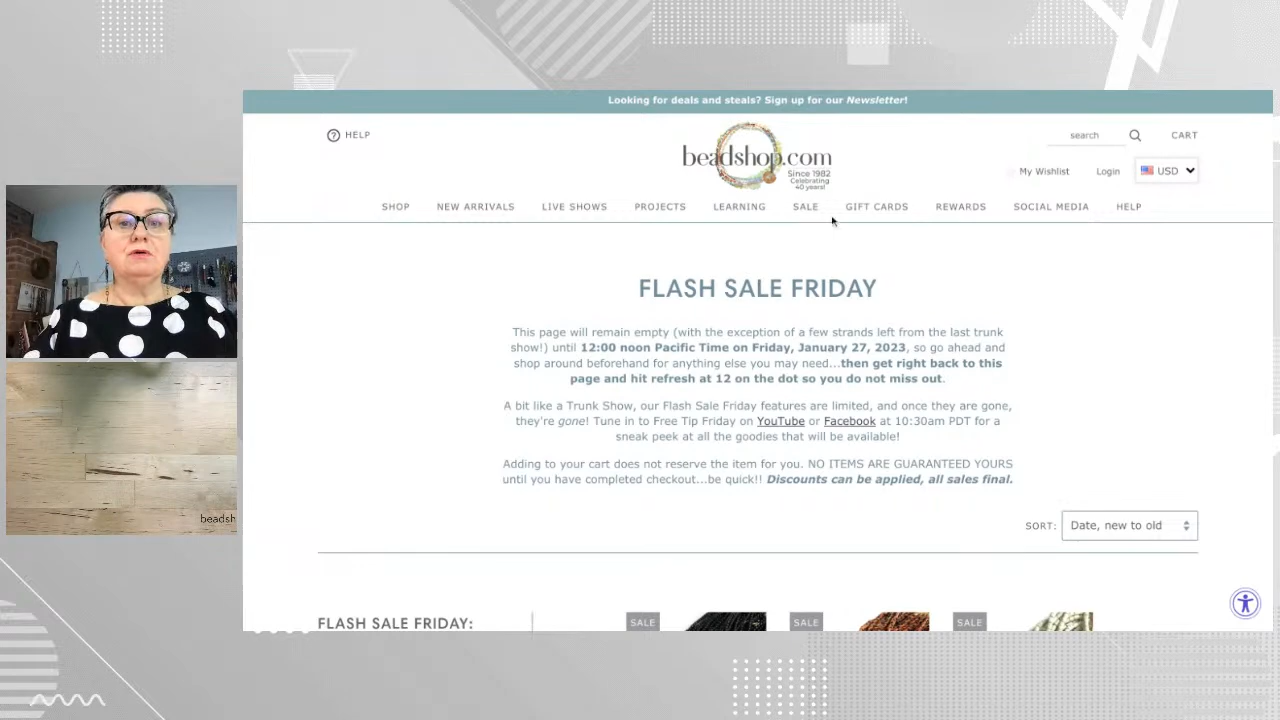 Looking for deals and steals? Sign up for our Newsletter!
HELP
beadshop.com
Since 1982
Celebrating
40 years!
search
CART
My Wishlist
Login
USD
SHOP NEW ARRIVALS LIVE SHOWS PROJECTS LEARNING SALE GIFT CARDS REWARDS SOCIAL MEDIA HELP
FLASH SALE FRIDAY
This page will remain empty (with the exception of a few strands left from the last trunk
show!) until 12:00 noon Pacific Time on Friday, January 27, 2023, so go ahead and
shop around beforehand for anything else you may need...then get right back to this
page and hit refresh at 12 on the dot so you do not miss out.
A bit like a Trunk Show, our Flash Sale Friday features are limited, and once they are gone,
they're gone! Tune in to Free Tip Friday on YouTube or Facebook at 10:30am PDT for a
sneak peek at all the goodies that will be available!
Adding to your cart does not reserve the item for you. NO ITEMS ARE GUARANTEED YOURS
until you have completed checkout...be quick!! Discounts can be applied, all sales final.
SORT: Date, new to old
FLASH SALE FRIDAY:
SALE
SALE
SALE
beadsh